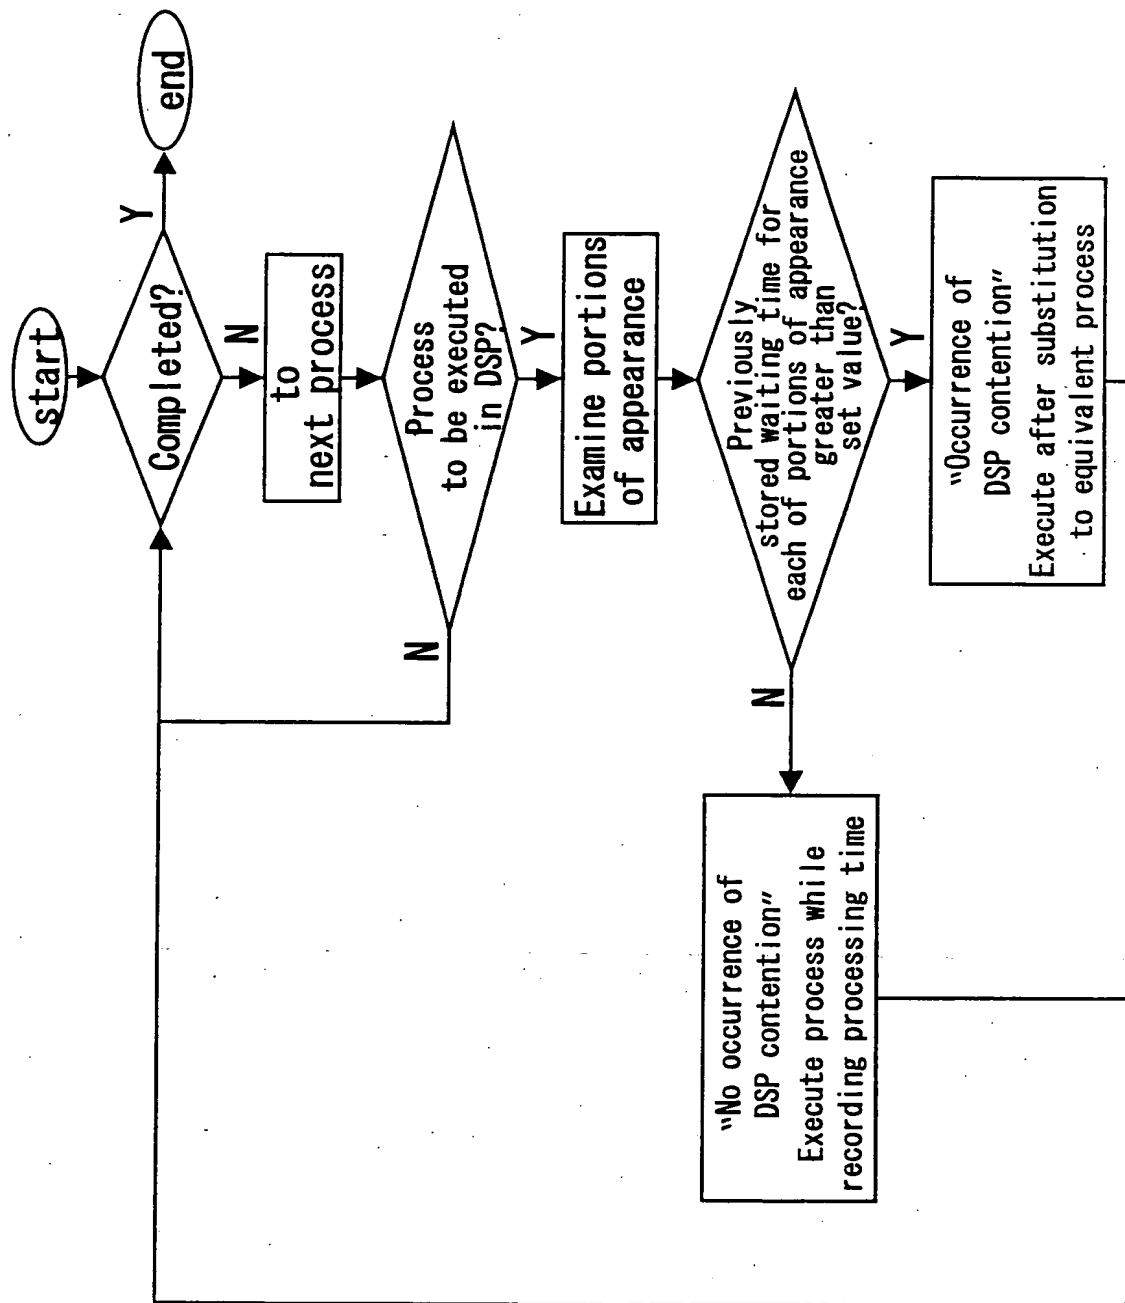 start
Completed?
Y
end
N
to
next process
Process
to be executed
in DSP?
N
Y
Examine portions
of appearance
Previously
stored waiting time for
each of portions of appearance
greater than
set value?
N
Y
"No occurrence of
DSP contention"
Execute process while
recording processing time
"Occurrence of
DSP contention"
Execute after substitution
to equivalent process